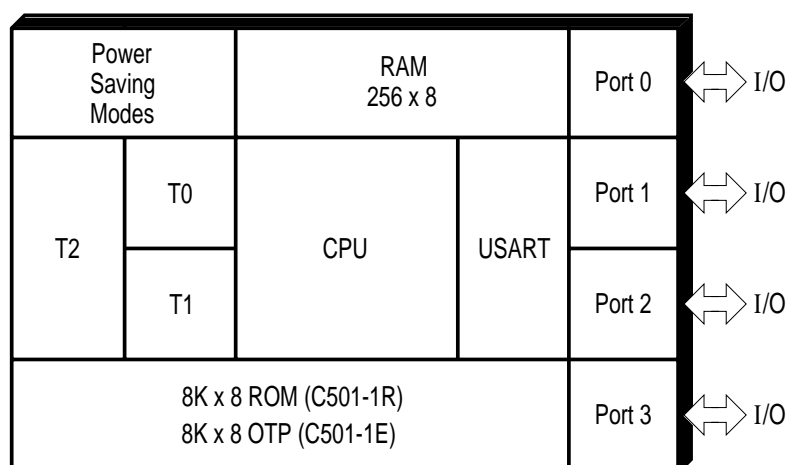 Power
Saving
Modes
RAM
256 x 8
Port 0
I/O
T2
T0
CPU
USART
Port 1
I/O
T1
Port 2
I/O
8K x 8 ROM (C501-1R)
8K x 8 OTP (C501-1E)
Port 3
I/O